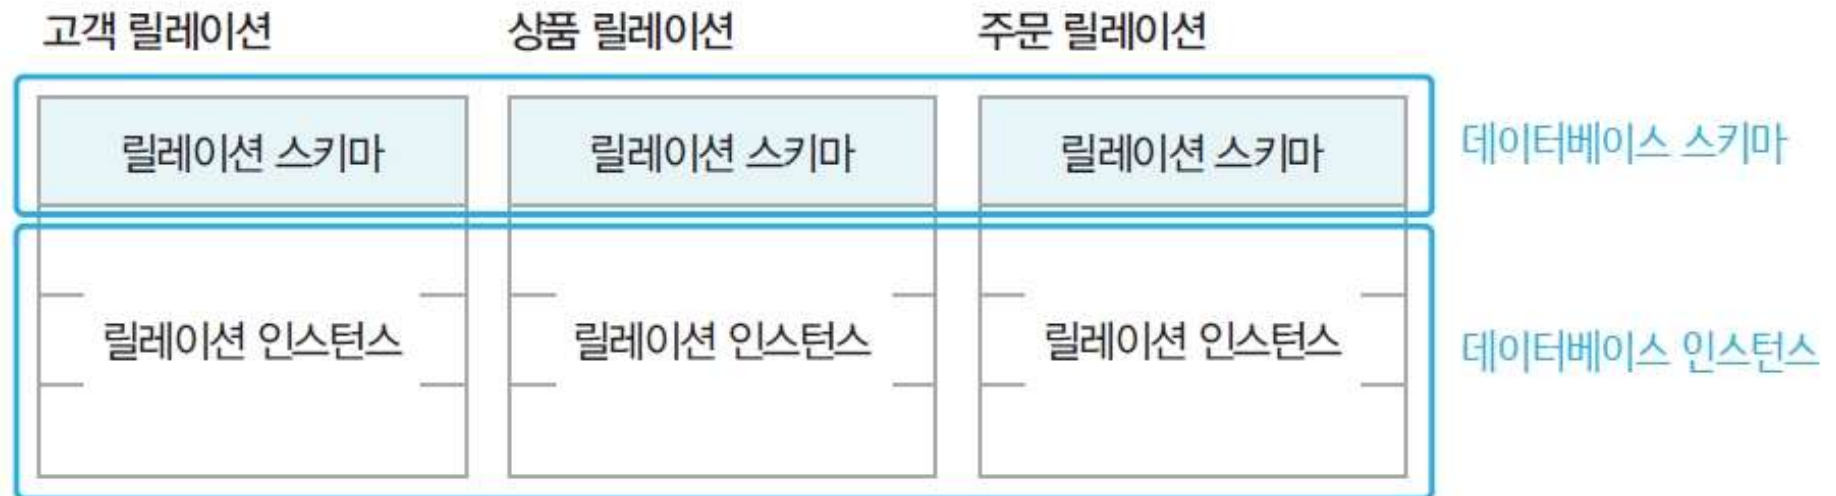 고객 릴레이션 상품 릴레이션 주문 릴레이션
릴레이션 스키마 릴레이션 스키마 릴레이션 스키마 데이터베이스 스키마
릴레이션 인스턴스 릴레이션 인스턴스 릴레이션 인스턴스 데이터베이스 인스턴스